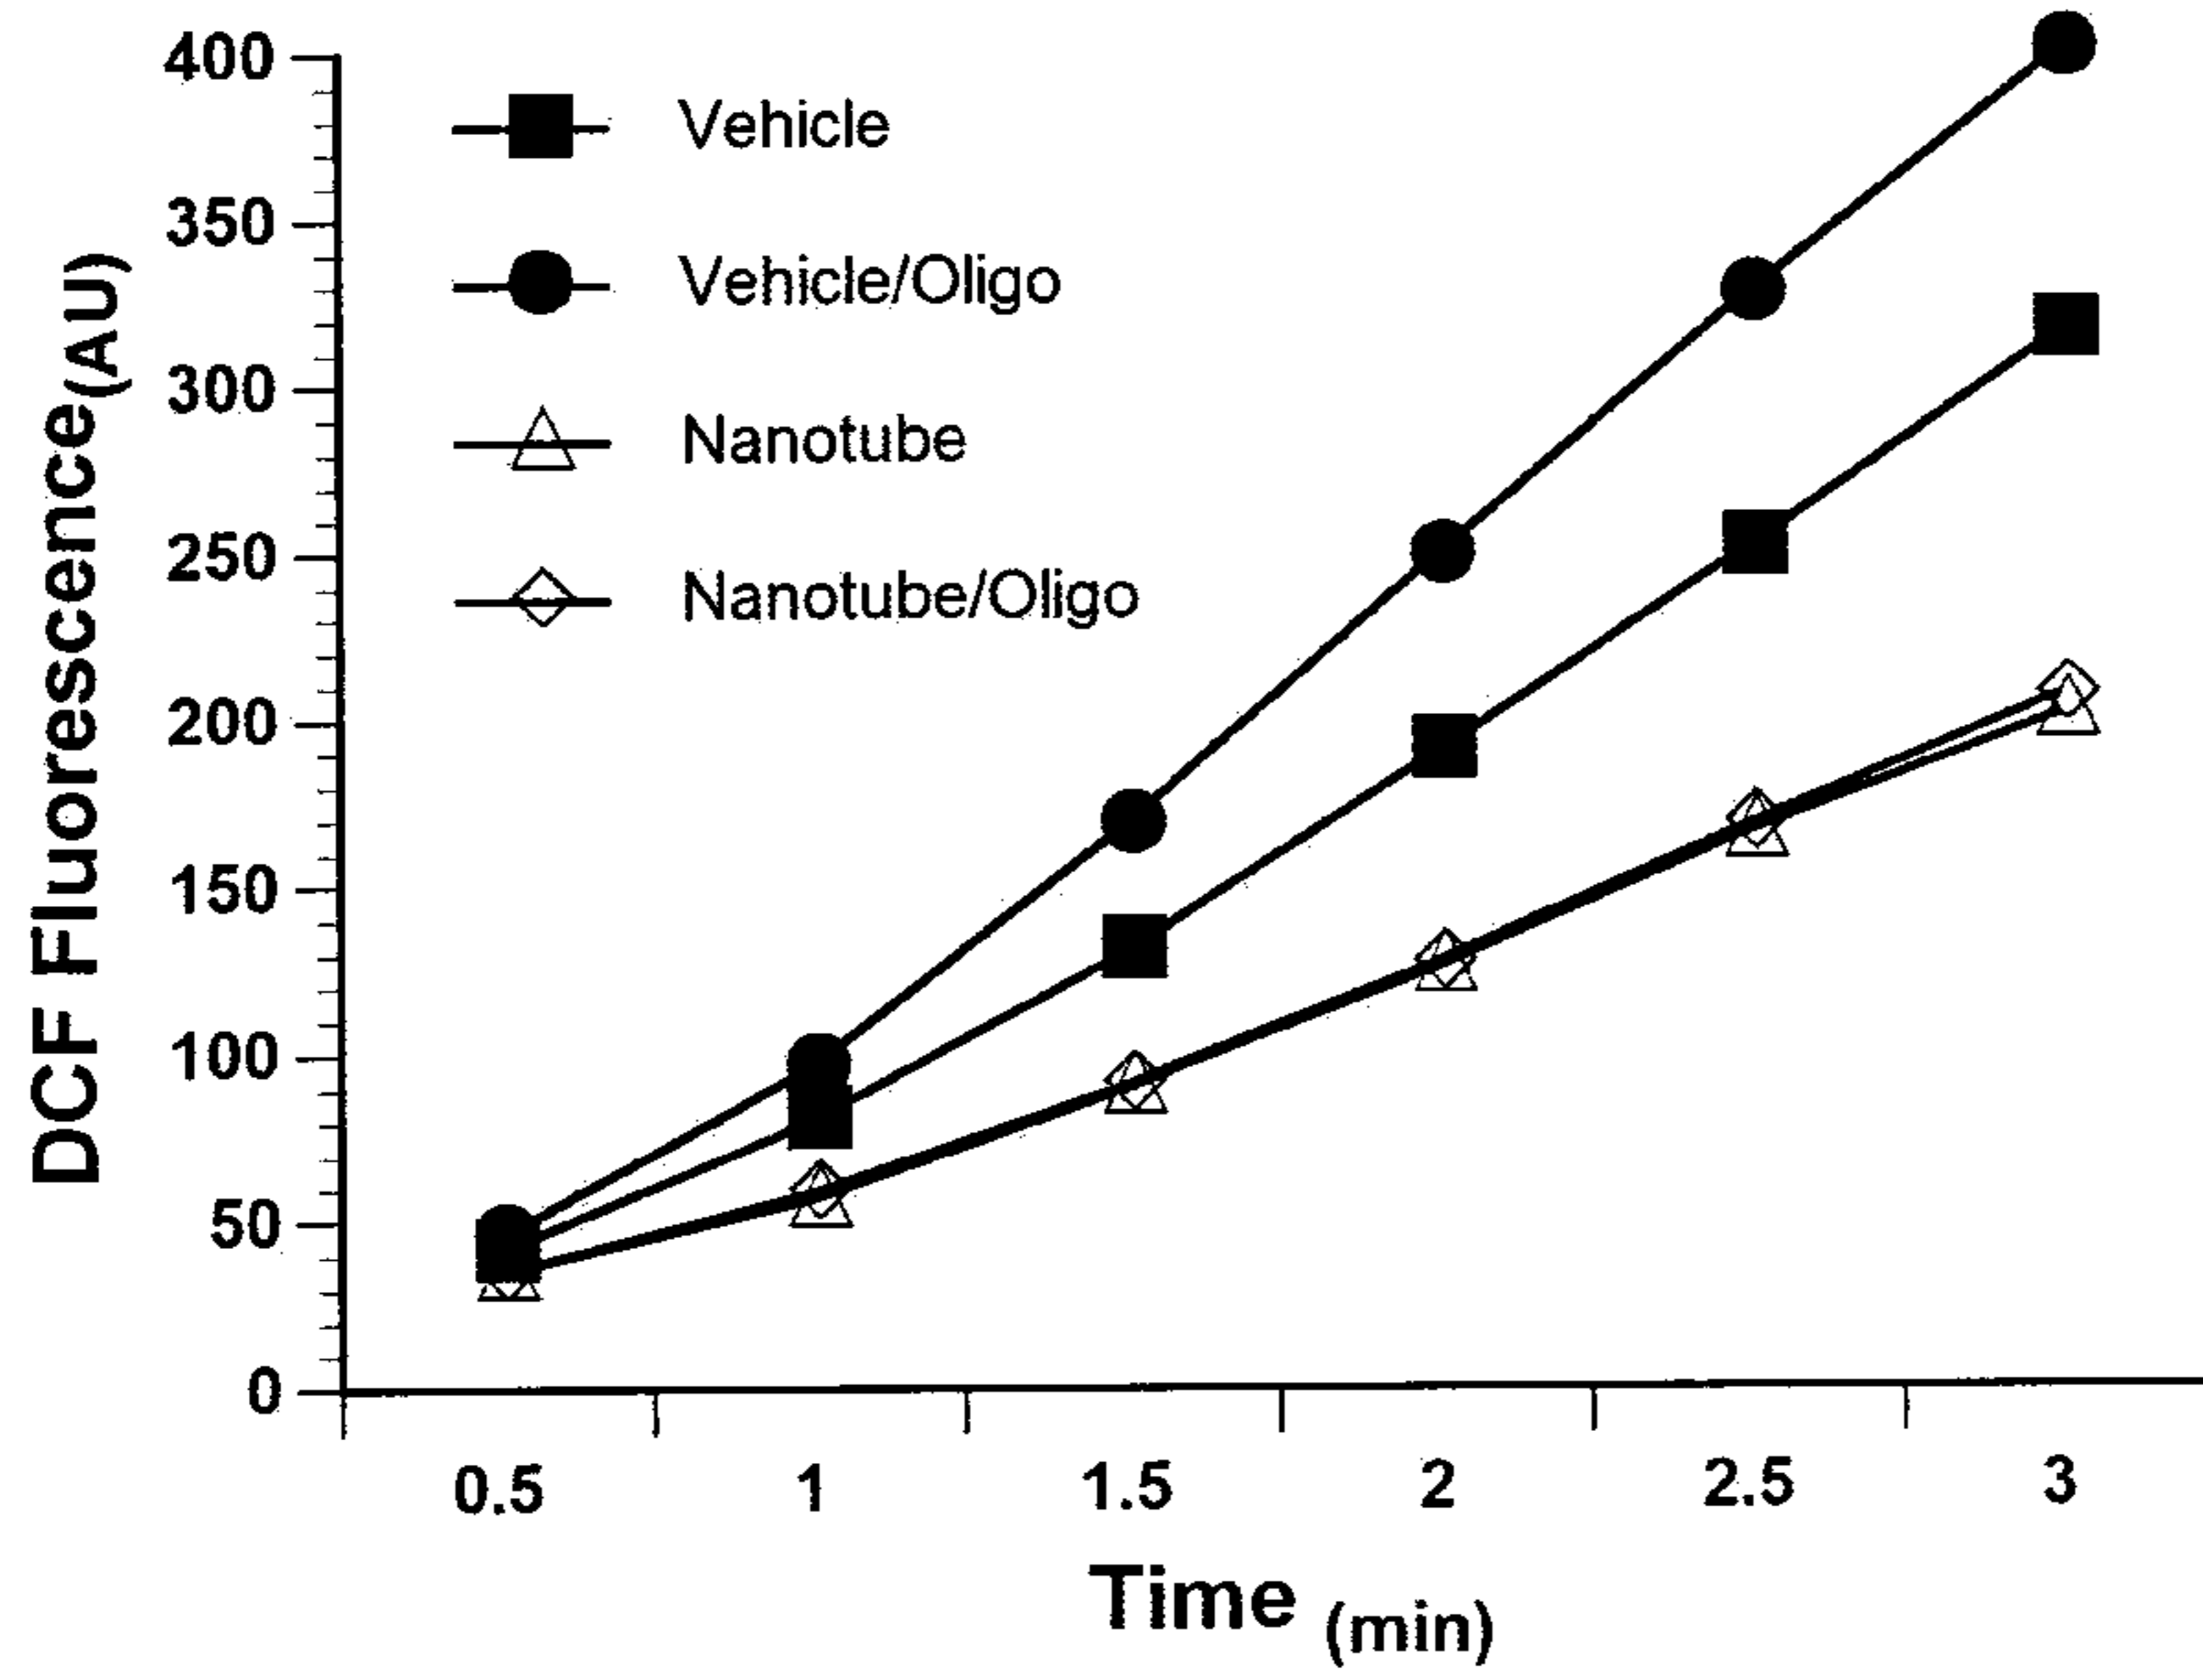 400
350
300
250
200
150
100
50
0
DCF Fluorescence(AU)
Vehicle
Vehicle/Oligo
Nanotube
Nanotube/Oligo
0.5 1 1.5 2 2.5 3
Time (min)